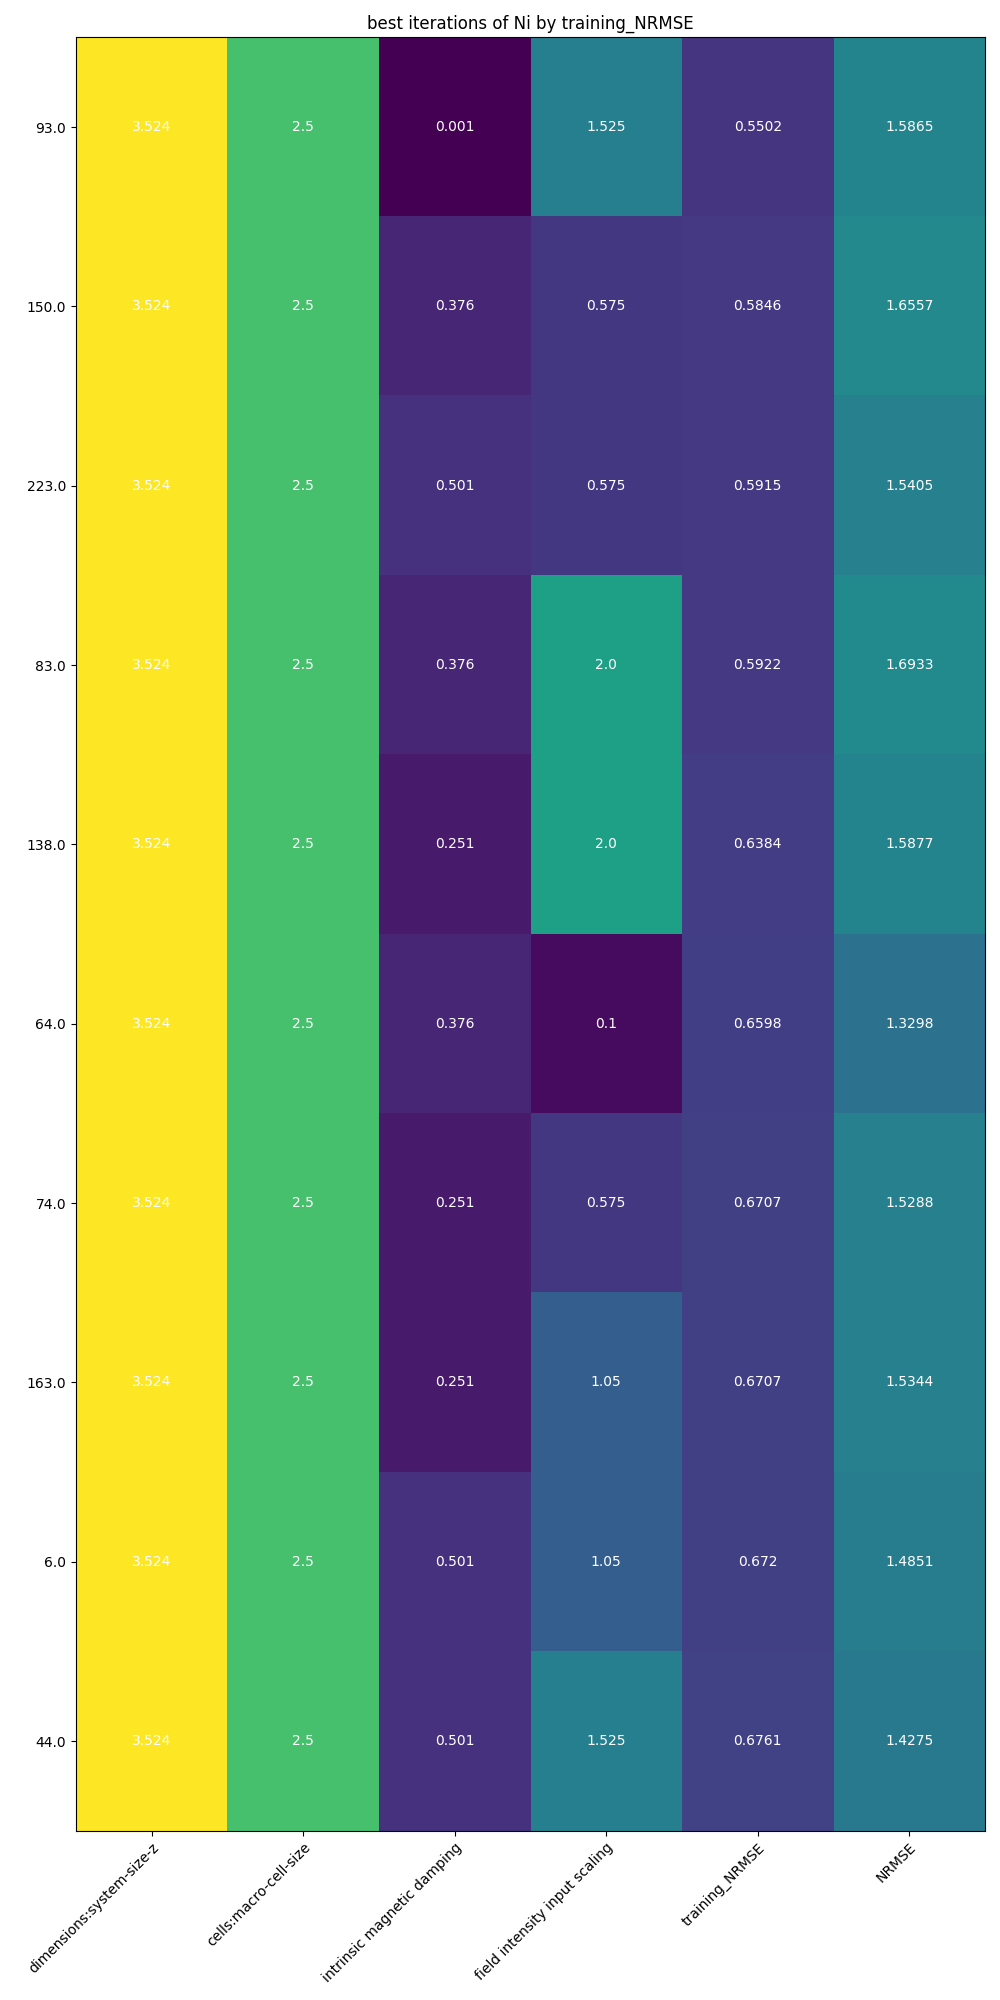 best iterations of Ni by training_NRMSE
93.0 3.524 2.5 0.001 1.525 0.5502 1.5865
150.0 3.524 2.5 0.376 0.575 0.5846 1.6557
223.0 3.524 2.5 0.501 0.575 0.5915 1.5405
83.0 3.524 2.5 0.376 2.0 0.5922 1.6933
138.0 3.524 2.5 0.251 2.0 0.6384 1.5877
64.0 3.524 2.5 0.376 0.1 0.6598 1.3298
74.0 3.524 2.5 0.251 0.575 0.6707 1.5288
163.0 3.524 2.5 0.251 1.05 0.6707 1.5344
6.0 3.524 2.5 0.501 1.05 0.672 1.4851
44.0 3.524 2.5 0.501 1.525 0.6761 1.4275
dimensions:system-size-z
cells:macro-cell-size
intrinsic magnetic damping
field intensity input scaling
training_NRMSE
NRMSE